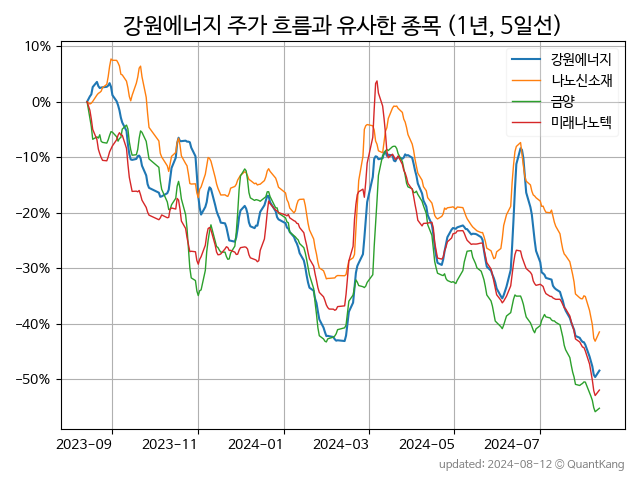 강원에너지 주가 흐름과 유사한 종목 (1년, 5일선)
10%
0%
−10%
−20%
−30%
−40%
−50%
강원에너지
나노신소재
금양
미래나노텍
2023-09
2023-11
2024-01
2024-03
2024-05
2024-07
updated: 2024-08-12 © QuantKang